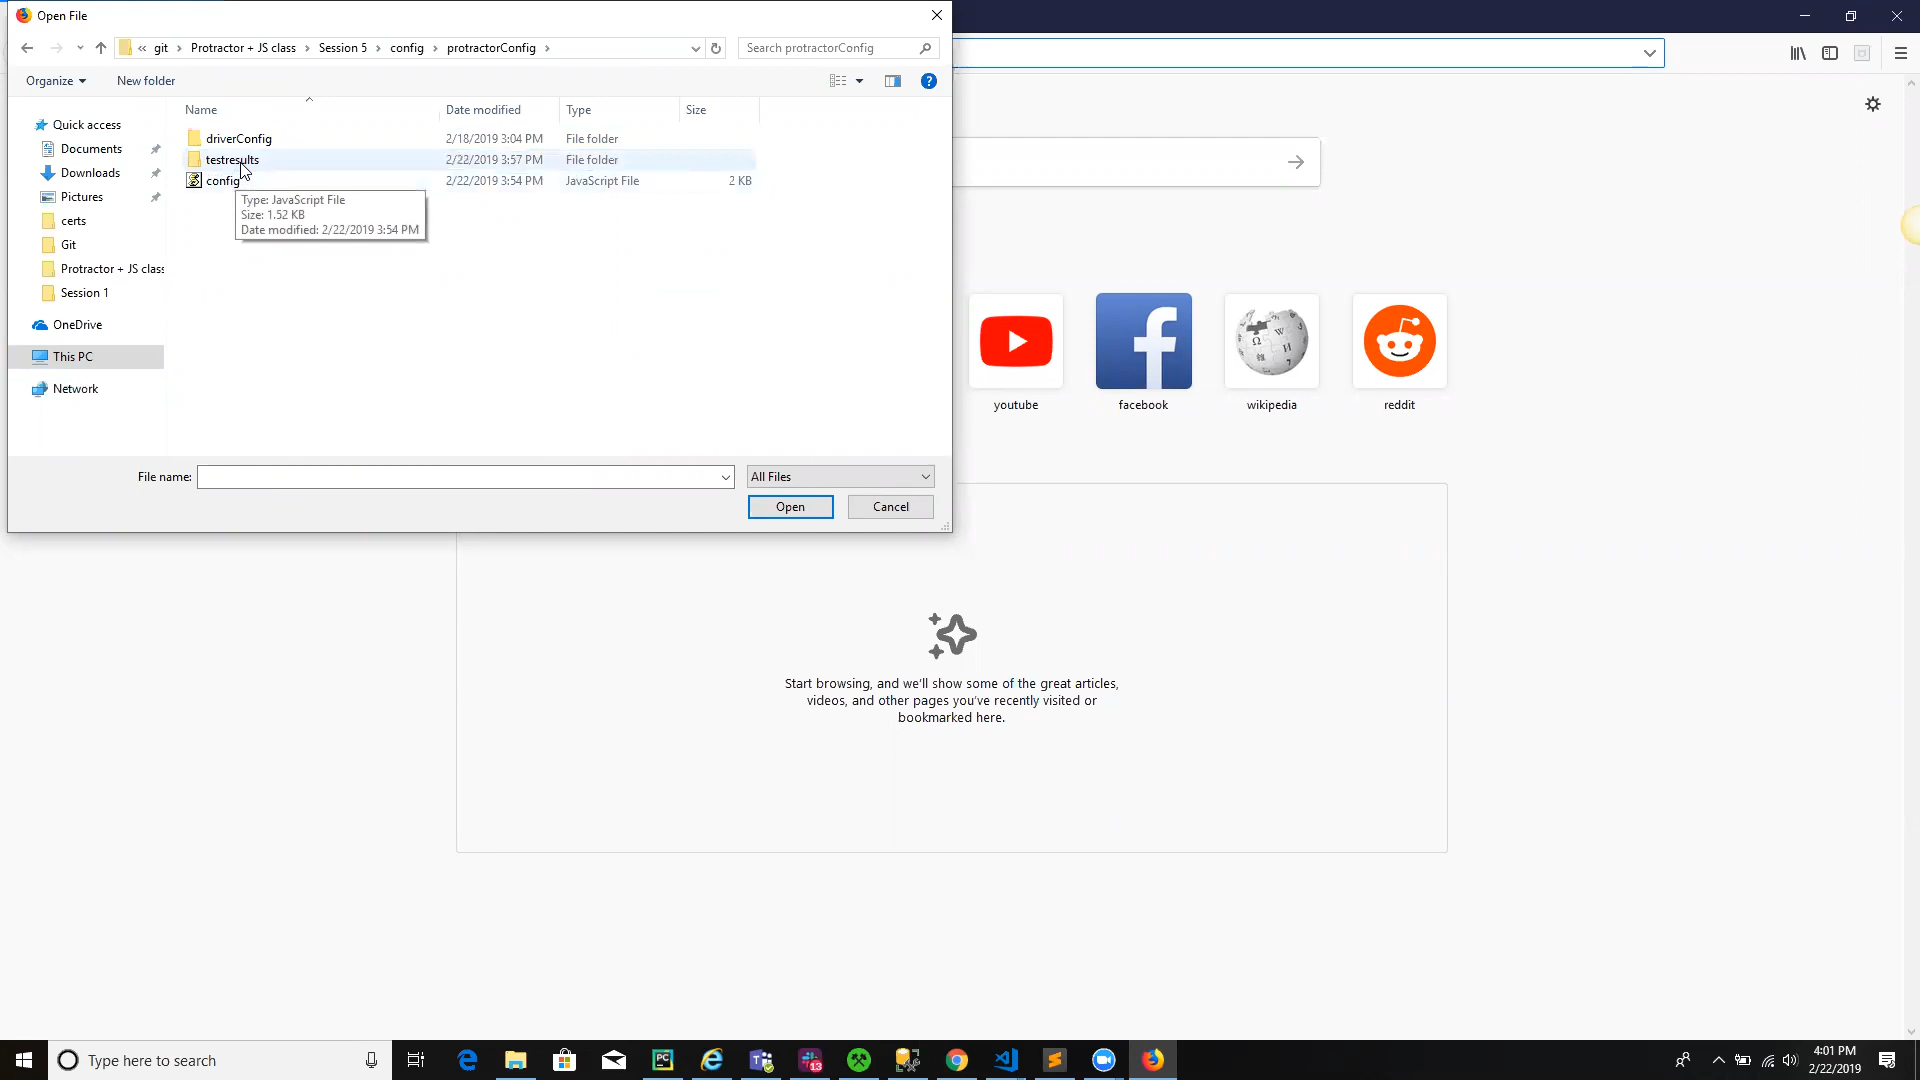 Open File
« git › Protractor + JS class › Session 5 › config › protractorConfig ›
Search protractorConfig
Organize
New folder
Name
Date modified
Type
Size
Quick access
Documents
Downloads
Pictures
certs
Git
Protractor + JS class
Session 1
OneDrive
This PC
Network
driverConfig 2/18/2019 3:04 PM File folder
testresults 2/22/2019 3:57 PM File folder
config 2/22/2019 3:54 PM JavaScript File 2 KB
Type: JavaScript File
Size: 1.52 KB
Date modified: 2/22/2019 3:54 PM
File name:
All Files
Open
Cancel
youtube
facebook
wikipedia
reddit
Start browsing, and we'll show some of the great articles,
videos, and other pages you've recently visited or
bookmarked here.
Type here to search
PC
13
4:01 PM
2/22/2019